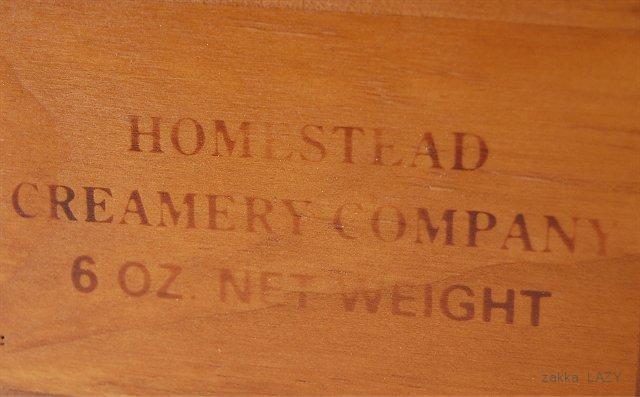 HOMESTEAD
CREAMERY COMPANY
6 OZ. NET WEIGHT
zakka LAZY